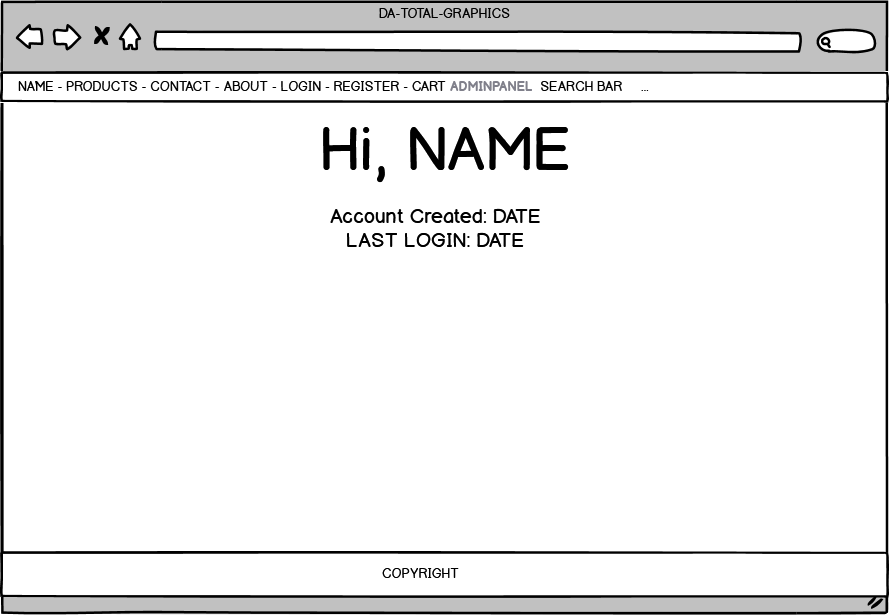 DA-TOTAL-GRAPHICS
NAME - PRODUCTS - CONTACT - ABOUT - LOGIN - REGISTER - CART ADMINPANEL SEARCH BAR ...
Hi, NAME
Account Created: DATE
LAST LOGIN: DATE
COPYRIGHT